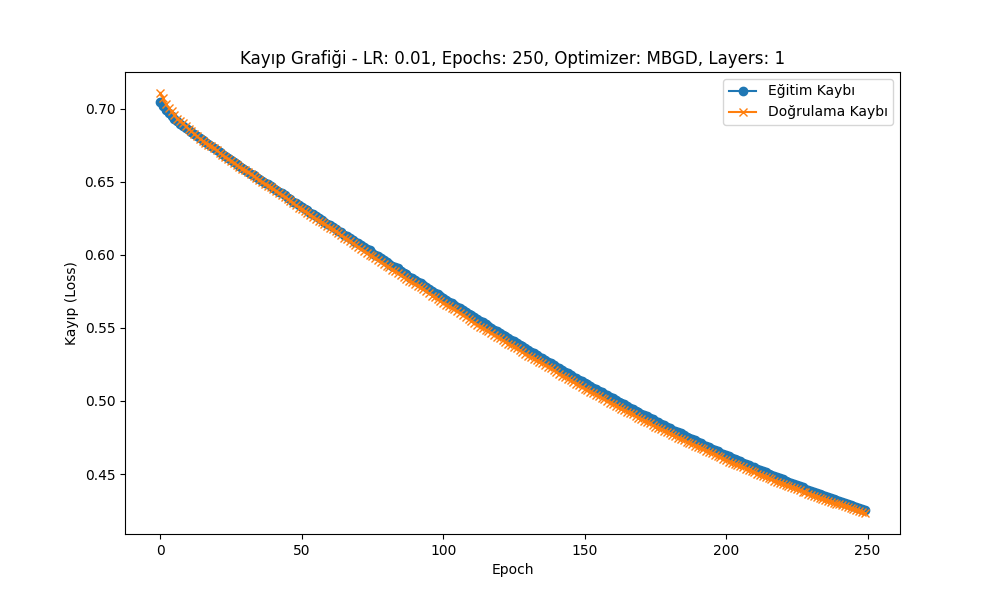 Kayıp Grafiği - LR: 0.01, Epochs: 250, Optimizer: MBGD, Layers: 1
Eğitim Kaybı
Doğrulama Kaybı
Kayıp (Loss)
0.70
0.65
0.60
0.55
0.50
0.45
0
50
100
150
200
250
Epoch